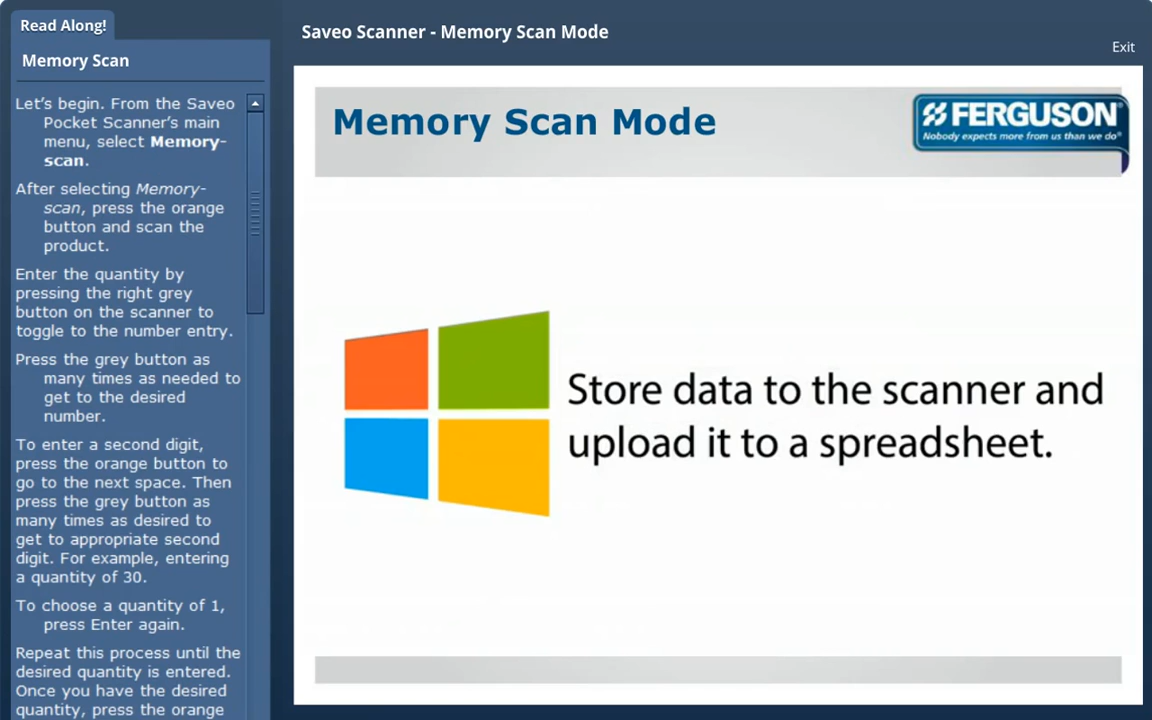 Read Along!
Memory Scan
Let's begin. From the Saveo
Pocket Scanner's main
menu, select Memory-
scan.
After selecting Memory-
scan, press the orange
button and scan the
product.
Enter the quantity by
pressing the right grey
button on the scanner to
toggle to the number entry.
Press the grey button as
many times as needed to
get to the desired
number.
To enter a second digit,
press the orange button to
go to the next space. Then
press the grey button as
many times as desired to
get to appropriate second
digit. For example, entering
a quantity of 30.
To choose a quantity of 1,
press Enter again.
Repeat this process until the
desired quantity is entered.
Once you have the desired
quantity, press the orange
Saveo Scanner - Memory Scan Mode
Exit
Memory Scan Mode
FERGUSON
Nobody expects more from us than we do®
Store data to the scanner and
upload it to a spreadsheet.